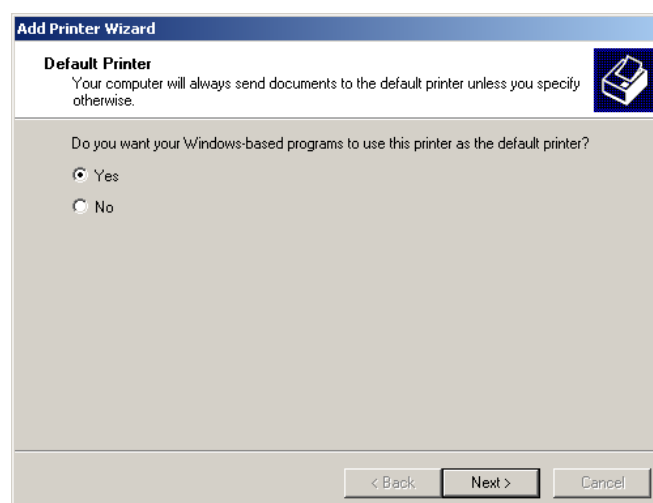 Add Printer Wizard
Default Printer
Your computer will always send documents to the default printer unless you specify
otherwise.
Do you want your Windows-based programs to use this printer as the default printer?
Yes
No
< Back
Next >
Cancel